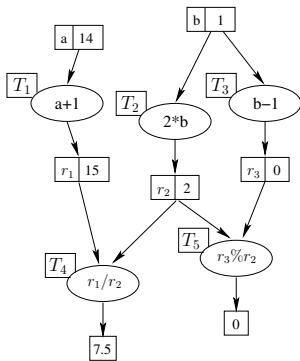 a 14
b 1
T₁
T₂
T₃
a+1
2*b
b−1
r₁ 15
r₂ 2
r₃ 0
T₄
T₅
r₁/r₂
r₃%r₂
7.5
0